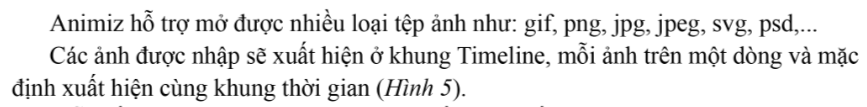 Animiz hỗ trợ mở được nhiều loại tệp ảnh như: gif, png, jpg, jpeg, svg, psd,...
Các ảnh được nhập sẽ xuất hiện ở khung Timeline, mỗi ảnh trên một dòng và mặc
định xuất hiện cùng khung thời gian (Hình 5).